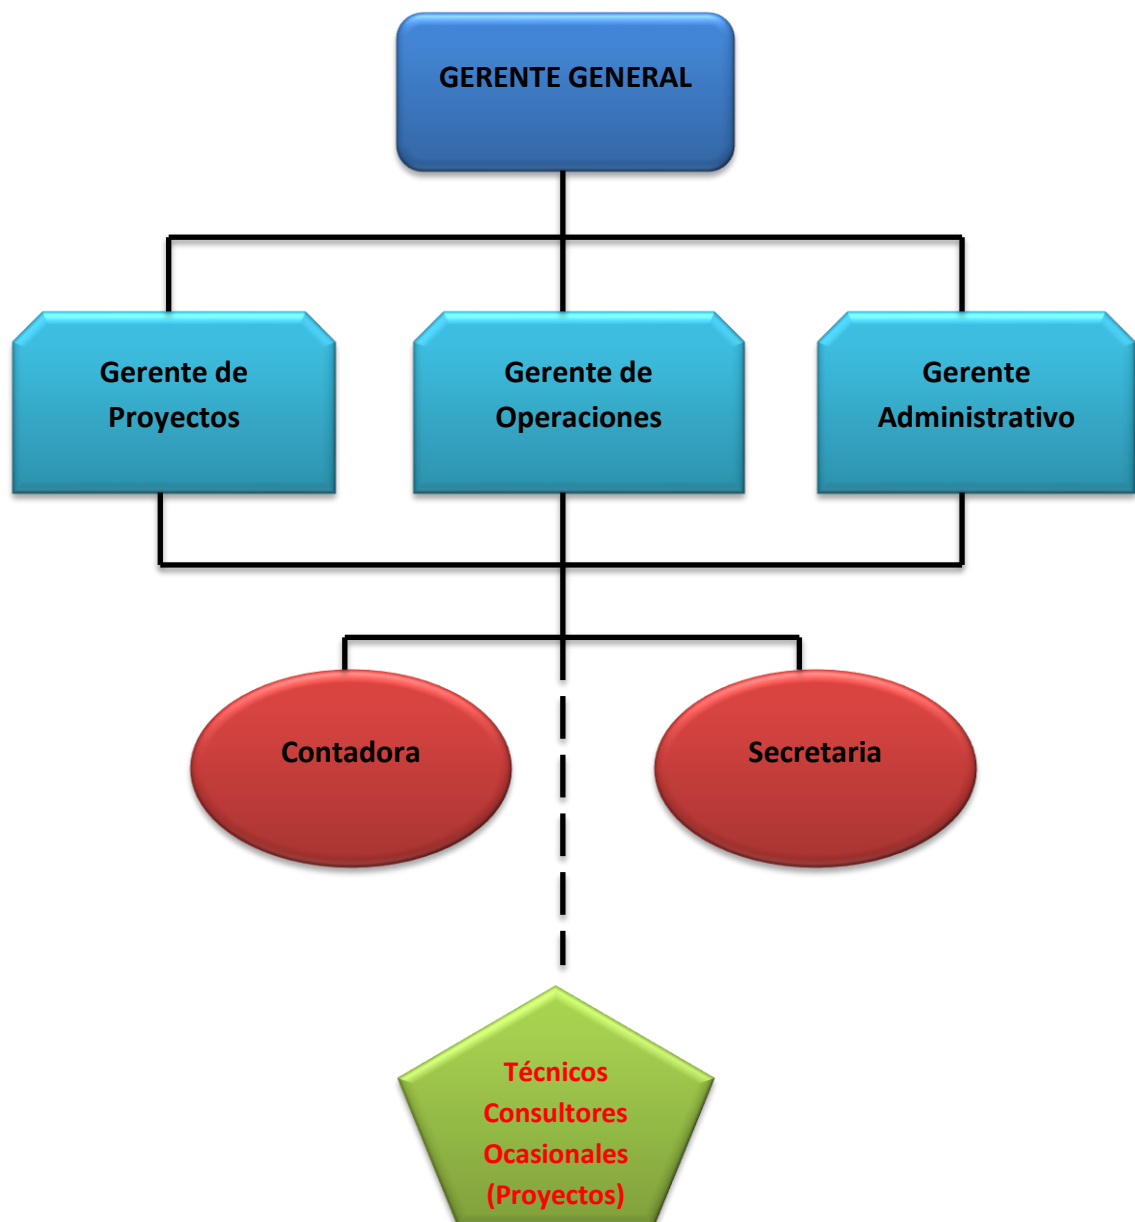 GERENTE GENERAL
Gerente de
Proyectos
Gerente de
Operaciones
Gerente
Administrativo
Contadora
Secretaria
Técnicos
Consultores
Ocasionales
(Proyectos)